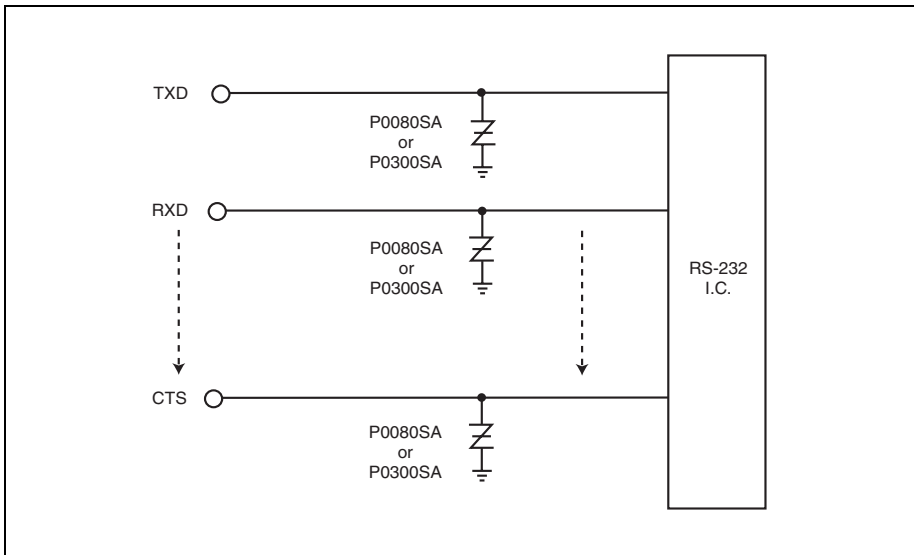 TXD
P0080SA
or
P0300SA
RXD
P0080SA
or
P0300SA
RS-232
I.C.
CTS
P0080SA
or
P0300SA